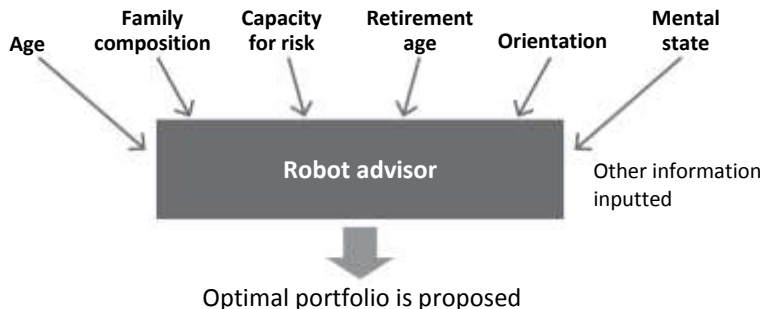 Age
Family
composition
Capacity
for risk
Retirement
age
Orientation
Mental
state
Robot advisor
Other information
inputted
Optimal portfolio is proposed